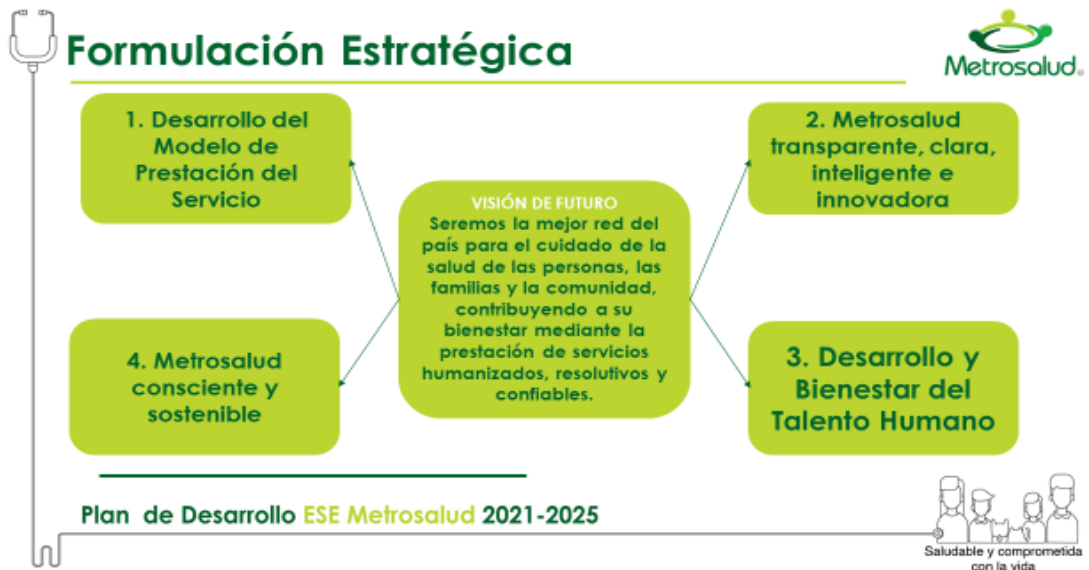 Formulación Estratégica
Metrosalud®
1. Desarrollo del
Modelo de
Prestación del
Servicio
2. Metrosalud
transparente, clara,
inteligente e
innovadora
VISIÓN DE FUTURO
Seremos la mejor red del
país para el cuidado de la
salud de las personas, las
familias y la comunidad,
contribuyendo a su
bienestar mediante la
prestación de servicios
humanizados, resolutivos y
confiables.
4. Metrosalud
consciente y
sostenible
3. Desarrollo y
Bienestar del
Talento Humano
Plan de Desarrollo ESE Metrosalud 2021-2025
Saludable y comprometida
con la vida